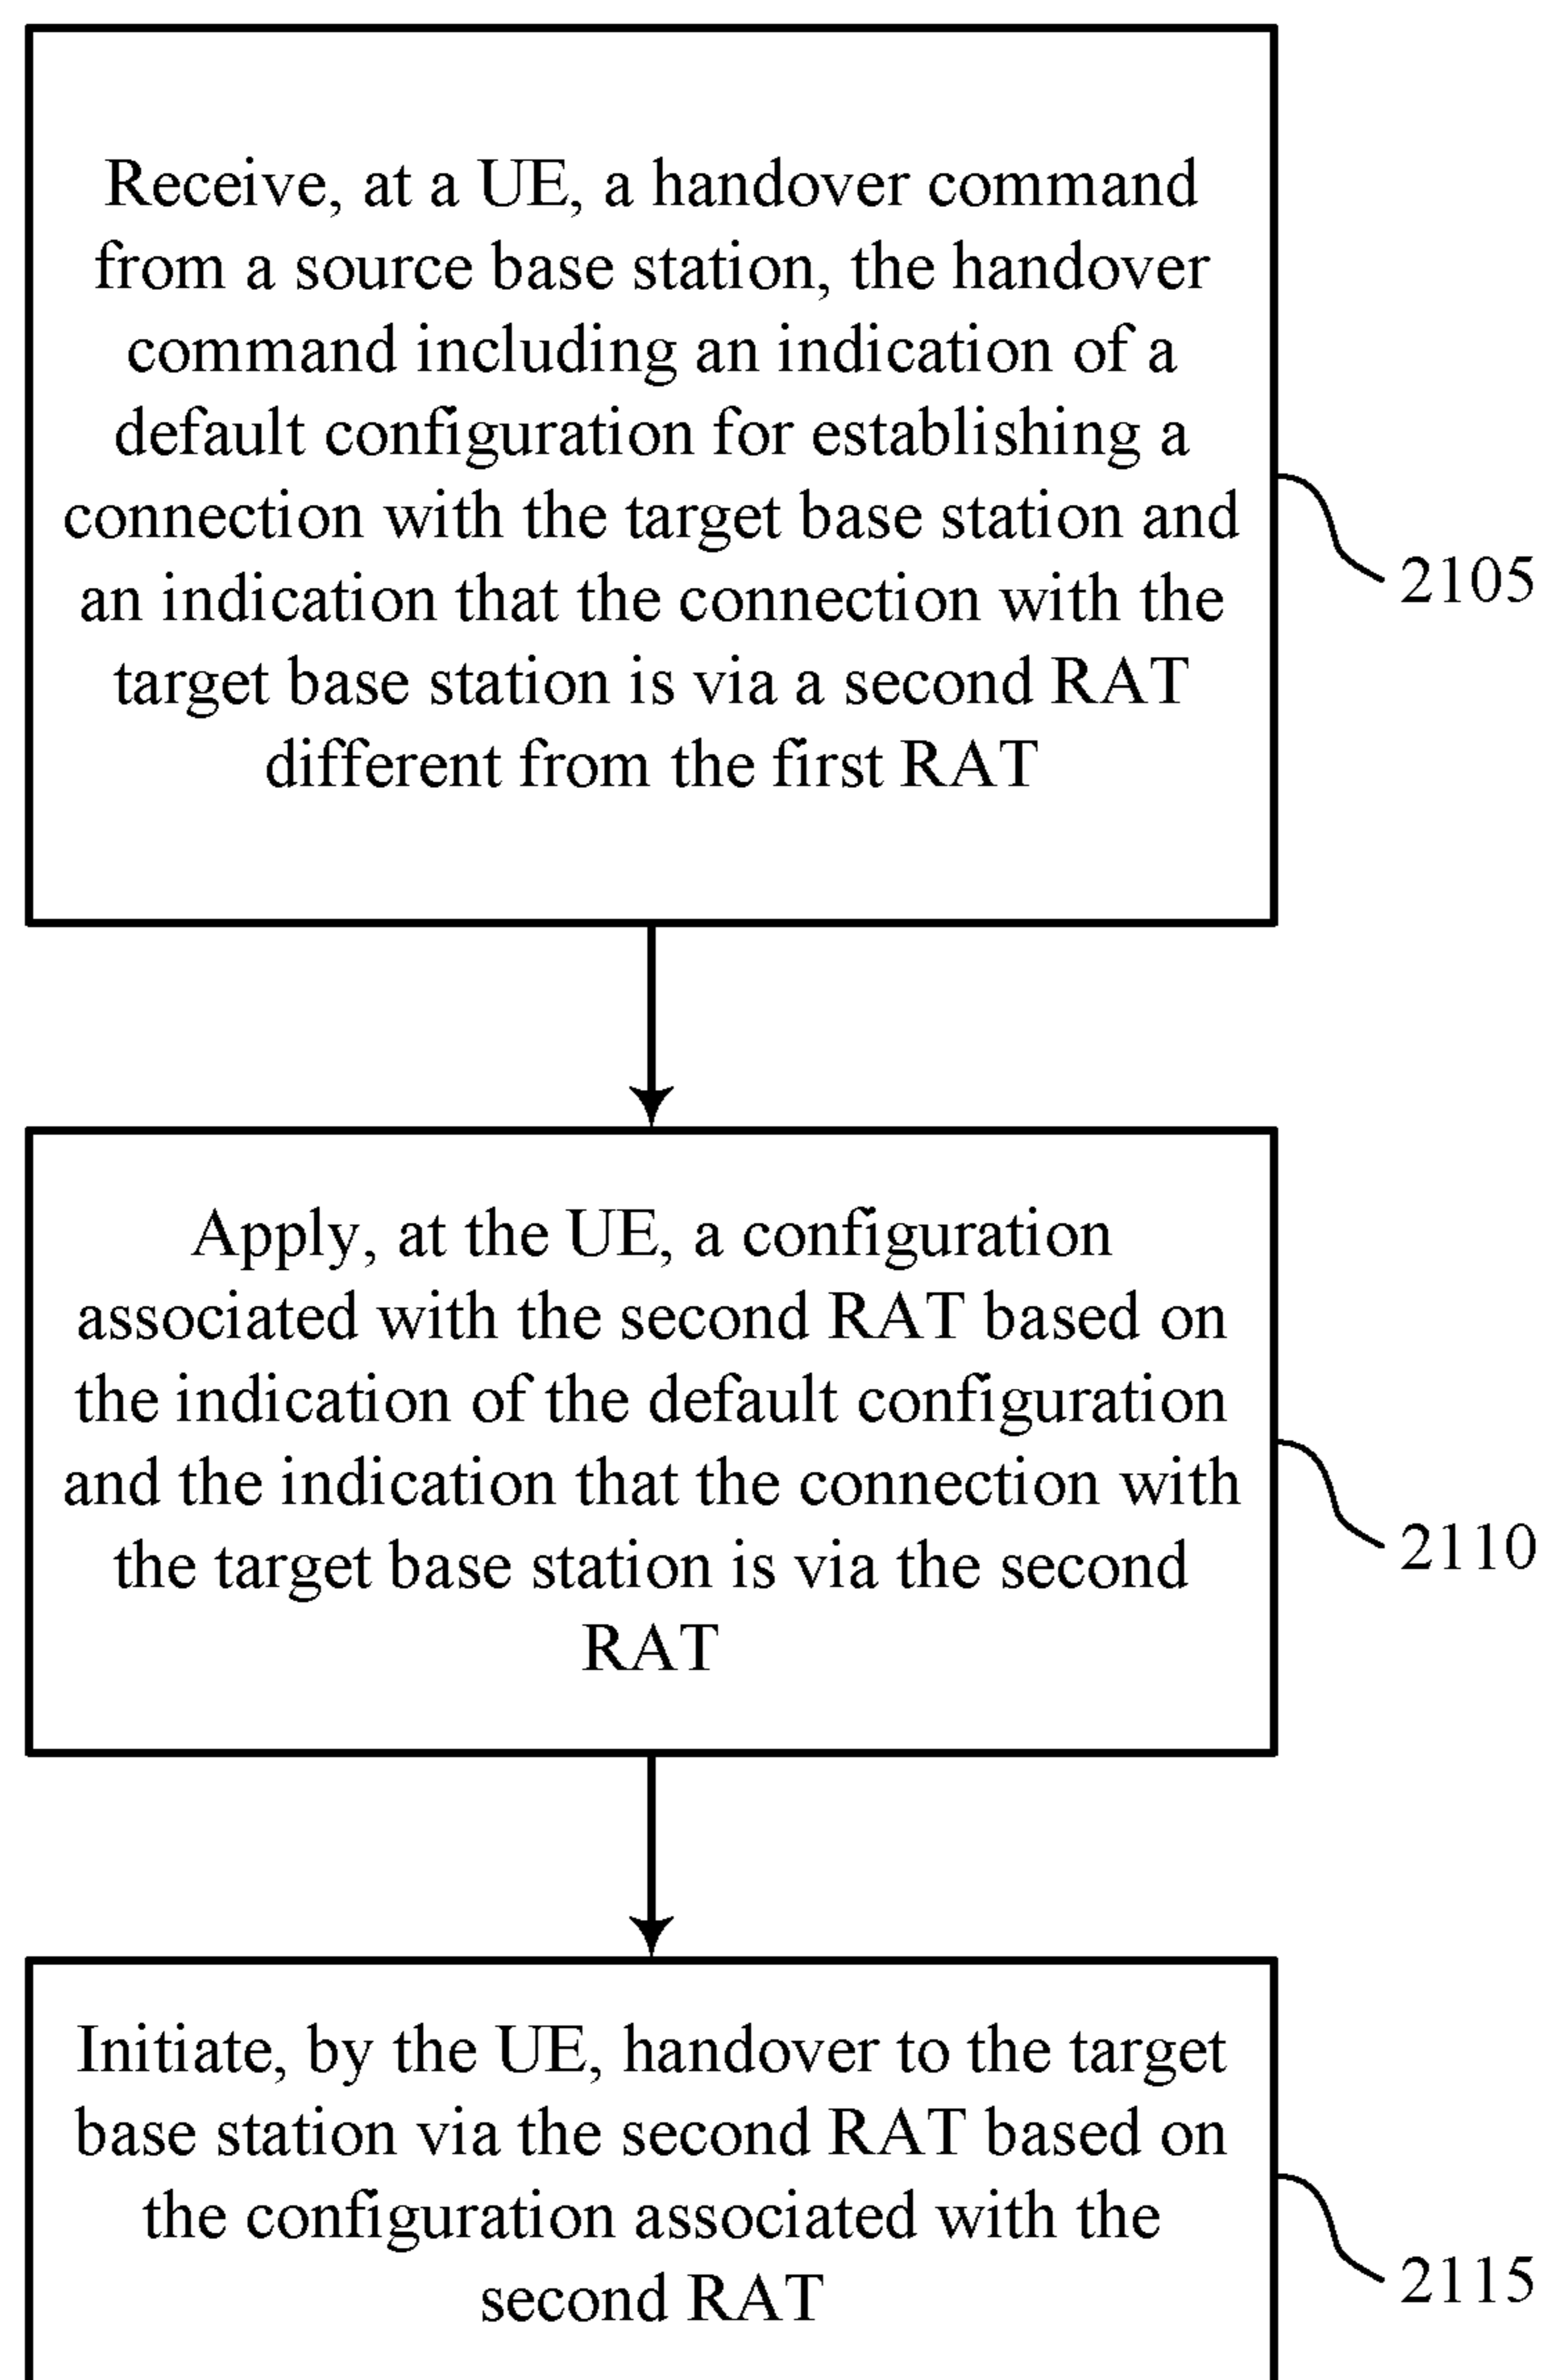 Receive, at a UE, a handover command
from a source base station, the handover
command including an indication of a
default configuration for establishing a
connection with the target base station and
an indication that the connection with the
target base station is via a second RAT
different from the first RAT
2105
Apply, at the UE, a configuration
associated with the second RAT based on
the indication of the default configuration
and the indication that the connection with
the target base station is via the second
RAT
2110
Initiate, by the UE, handover to the target
base station via the second RAT based on
the configuration associated with the
second RAT
2115